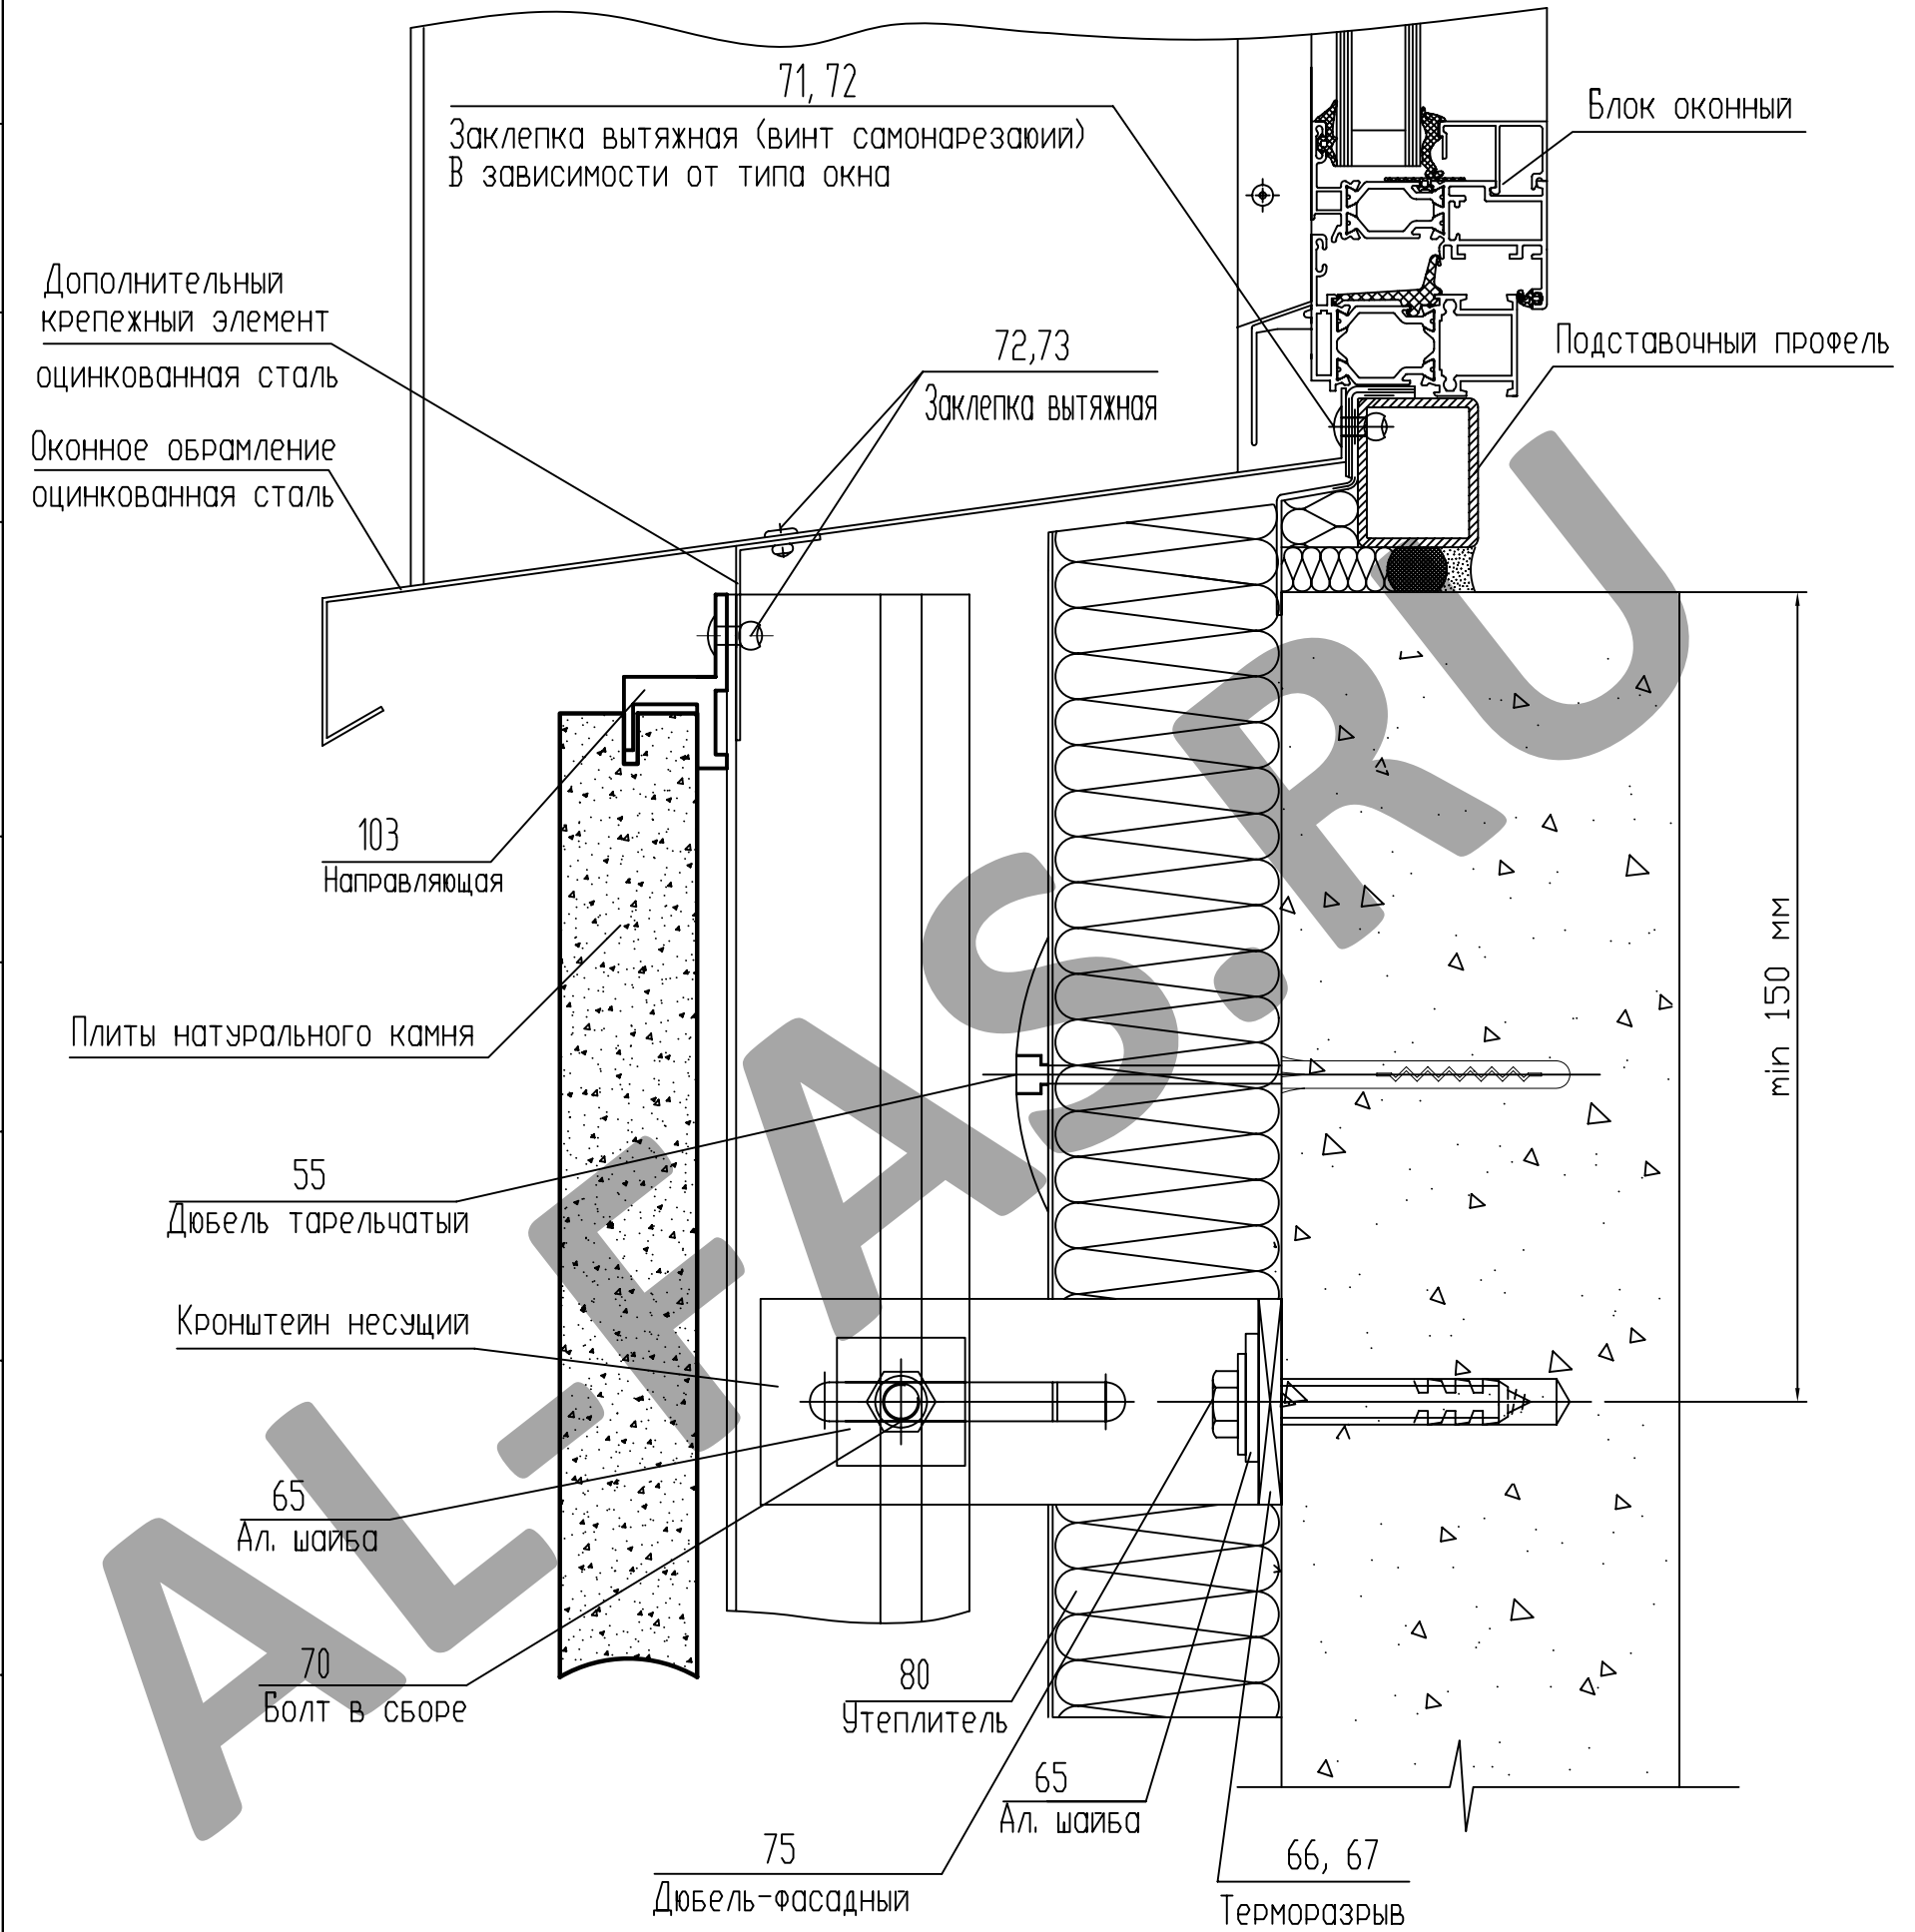 71, 72
Заклепка вытяжная (винт самонарезаюий)
В зависимости от типа окна
Блок оконный
Дополнительный
крепежный элемент
оцинкованная сталь
72,73
Заклепка вытяжная
Подставочный профель
Оконное обрамление
оцинкованная сталь
103
Направляющая
Плиты натурального камня
min 150 мм
55
Дюбель тарельчатый
Кронштейн несущий
65
Ал. шайба
70
Болт в сборе
80
Утеплитель
65
Ал. шайба
75
Дюбель-фасадный
66, 67
Терморазрыв
AL-FAS.RU